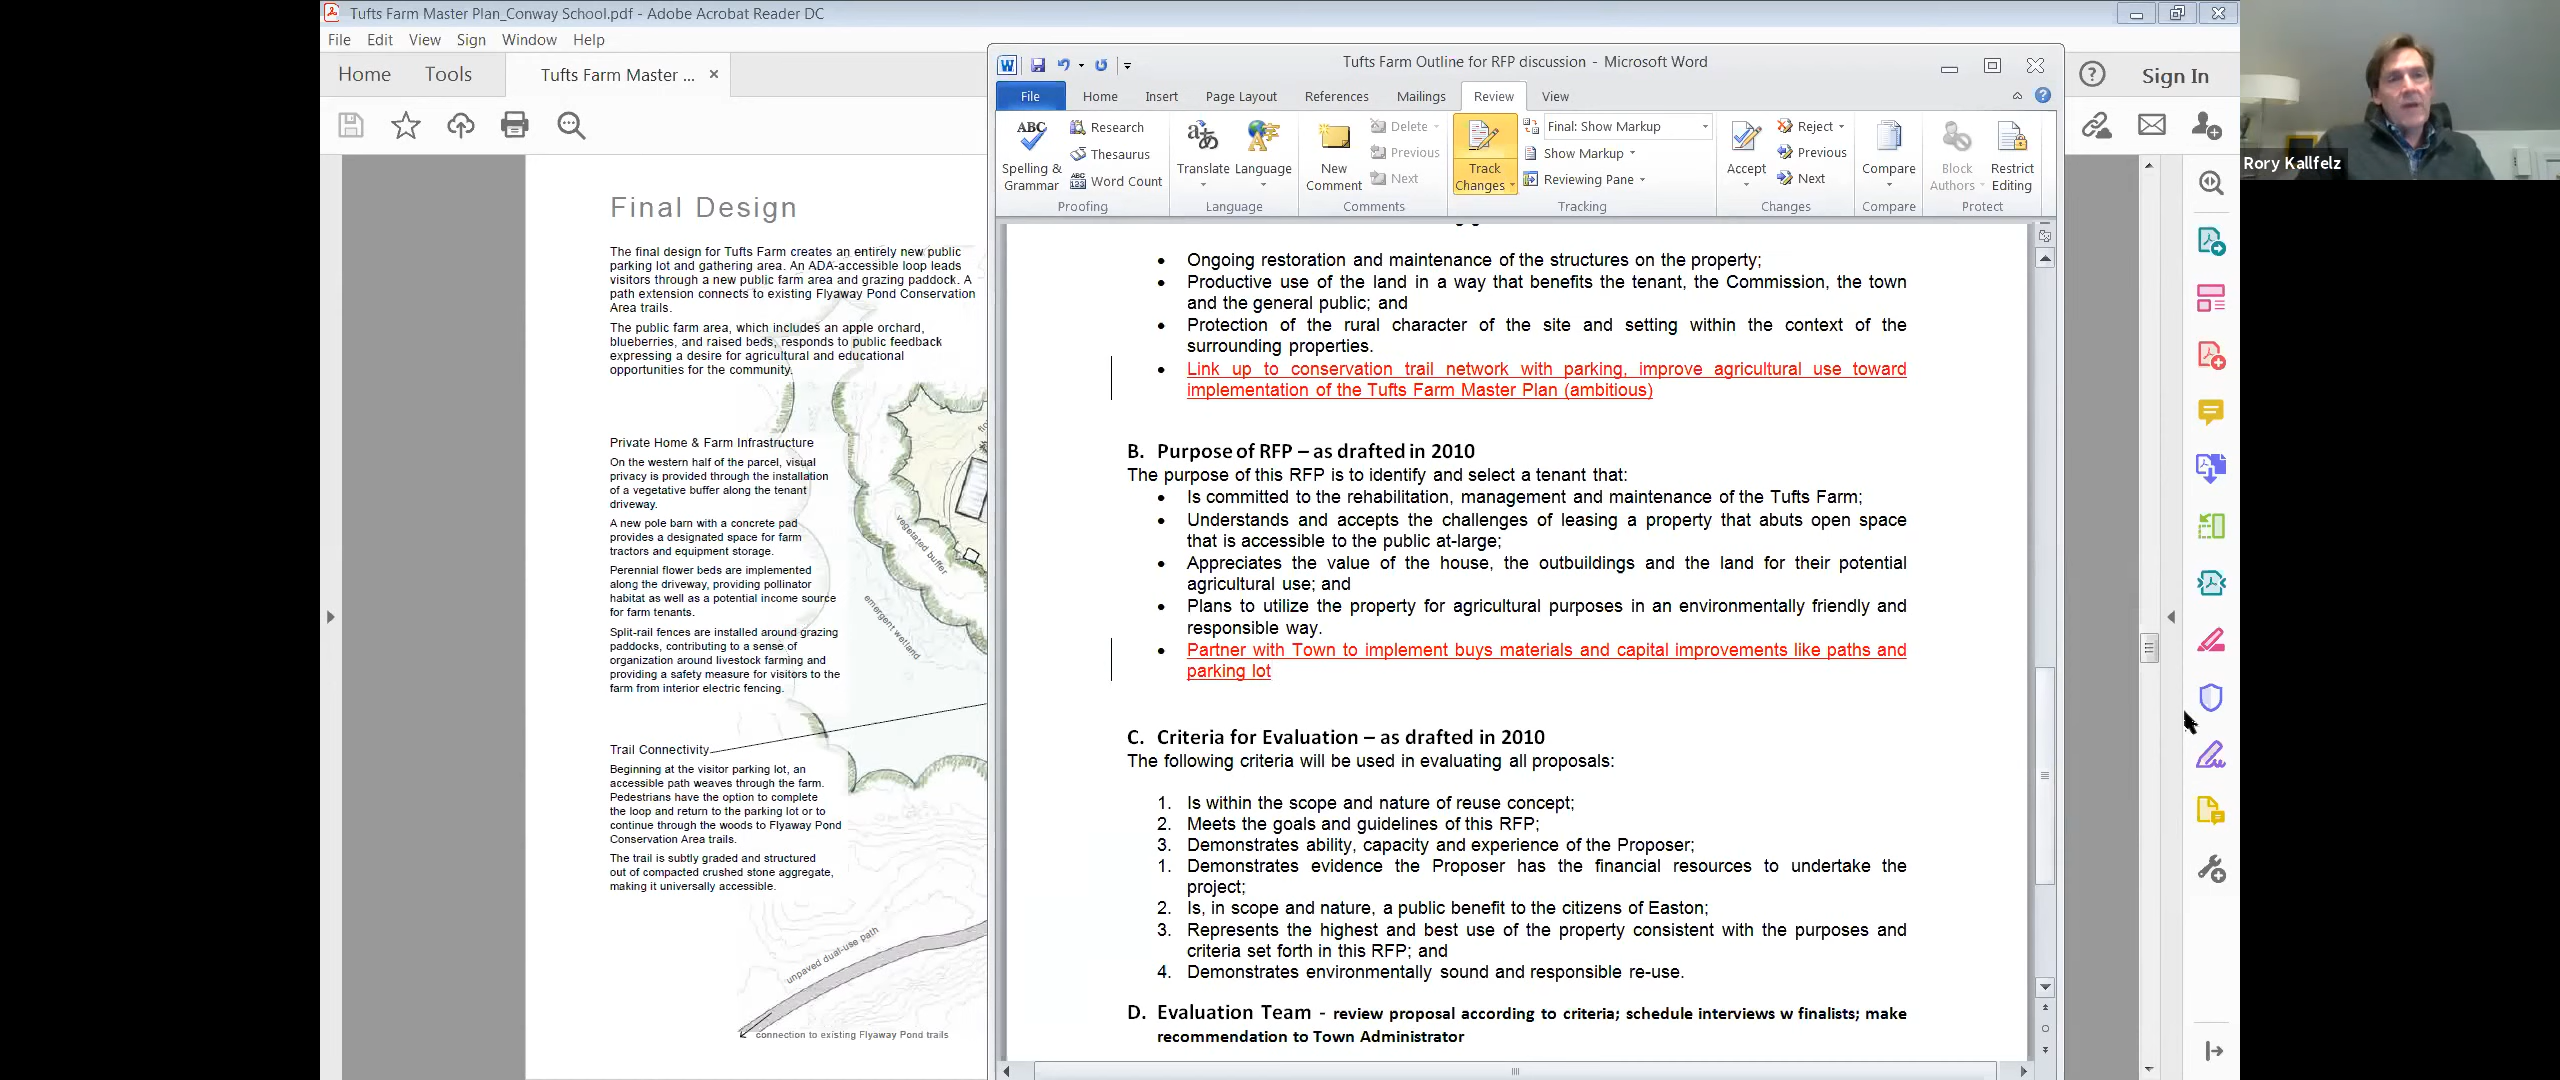 Tufts Farm Master Plan_Conway School.pdf - Adobe Acrobat Reader DC
File Edit View Sign Window Help
Home Tools Tufts Farm Master ... ×
Sign In
Final Design
The final design for Tufts Farm creates an entirely new public
parking lot and gathering area. An ADA-accessible loop leads
visitors through a new public farm area and grazing paddock. A
path extension connects to existing Flyaway Pond Conservation
Area trails.
The public farm area, which includes an apple orchard,
blueberries, and raised beds, responds to public feedback
expressing a desire for agricultural and educational
opportunities for the community.
Private Home & Farm Infrastructure
On the western half of the parcel, visual
privacy is provided through the installation
of a vegetative buffer along the tenant
driveway.
A new pole barn with a concrete pad
provides a designated space for farm
tractors and equipment storage.
Perennial flower beds are implemented
along the driveway, providing pollinator
habitat as well as a potential income source
for farm tenants.
Split-rail fences are installed around grazing
paddocks, contributing to a sense of
organization around livestock farming and
providing a safety measure for visitors to the
farm from interior electric fencing.
Trail Connectivity
Beginning at the visitor parking lot, an
accessible path weaves through the farm.
Pedestrians have the option to complete
the loop and return to the parking lot or to
continue through the woods to Flyaway Pond
Conservation Area trails.
The trail is subtly graded and structured
out of compacted crushed stone aggregate,
making it universally accessible.
vegetated buffer
emergent wetland
unpaved dual-use path
connection to existing Flyaway Pond trails
Tufts Farm Outline for RFP discussion - Microsoft Word
File Home Insert Page Layout References Mailings Review View
ABC Spelling & Grammar
Research
Thesaurus
ABC 123 Word Count
Proofing
Translate Language
Language
New Comment
Delete
Previous
Next
Comments
Track Changes
Final: Show Markup
Show Markup
Reviewing Pane
Tracking
Accept
Reject
Previous
Next
Changes
Compare
Compare
Block Authors
Restrict Editing
Protect
• Ongoing restoration and maintenance of the structures on the property;
• Productive use of the land in a way that benefits the tenant, the Commission, the town
and the general public; and
• Protection of the rural character of the site and setting within the context of the
surrounding properties.
• Link up to conservation trail network with parking, improve agricultural use toward
implementation of the Tufts Farm Master Plan (ambitious)
B. Purpose of RFP – as drafted in 2010
The purpose of this RFP is to identify and select a tenant that:
• Is committed to the rehabilitation, management and maintenance of the Tufts Farm;
• Understands and accepts the challenges of leasing a property that abuts open space
that is accessible to the public at-large;
• Appreciates the value of the house, the outbuildings and the land for their potential
agricultural use; and
• Plans to utilize the property for agricultural purposes in an environmentally friendly and
responsible way.
• Partner with Town to implement buys materials and capital improvements like paths and
parking lot
C. Criteria for Evaluation – as drafted in 2010
The following criteria will be used in evaluating all proposals:
1. Is within the scope and nature of reuse concept;
2. Meets the goals and guidelines of this RFP;
3. Demonstrates ability, capacity and experience of the Proposer;
1. Demonstrates evidence the Proposer has the financial resources to undertake the
project;
2. Is, in scope and nature, a public benefit to the citizens of Easton;
3. Represents the highest and best use of the property consistent with the purposes and
criteria set forth in this RFP; and
4. Demonstrates environmentally sound and responsible re-use.
D. Evaluation Team - review proposal according to criteria; schedule interviews w finalists; make
recommendation to Town Administrator
Rory Kallfelz